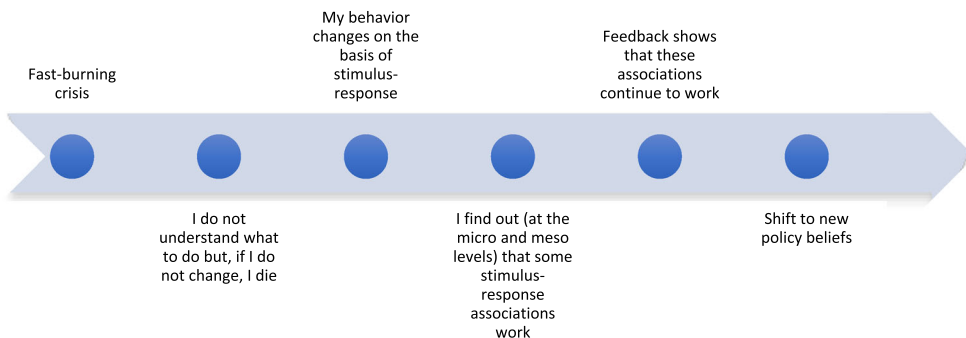 Fast-burning
crisis
I do not
understand what
to do but, if I do
not change, I die
My behavior
changes on the
basis of
stimulus-
response
I find out (at the
micro and meso
levels) that some
stimulus-
response
associations
work
Feedback shows
that these
associations
continue to work
Shift to new
policy beliefs